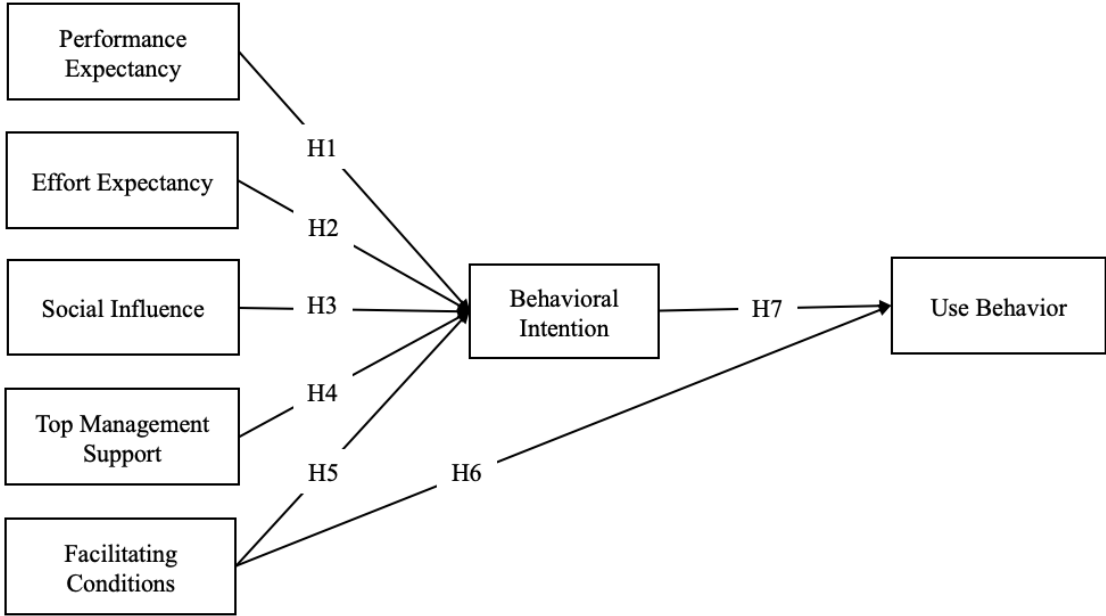 Performance
Expectancy
H1
Effort Expectancy
H2
Social Influence
H3
Behavioral
Intention
H7
Use Behavior
Top Management
Support
H4
H5
H6
Facilitating
Conditions